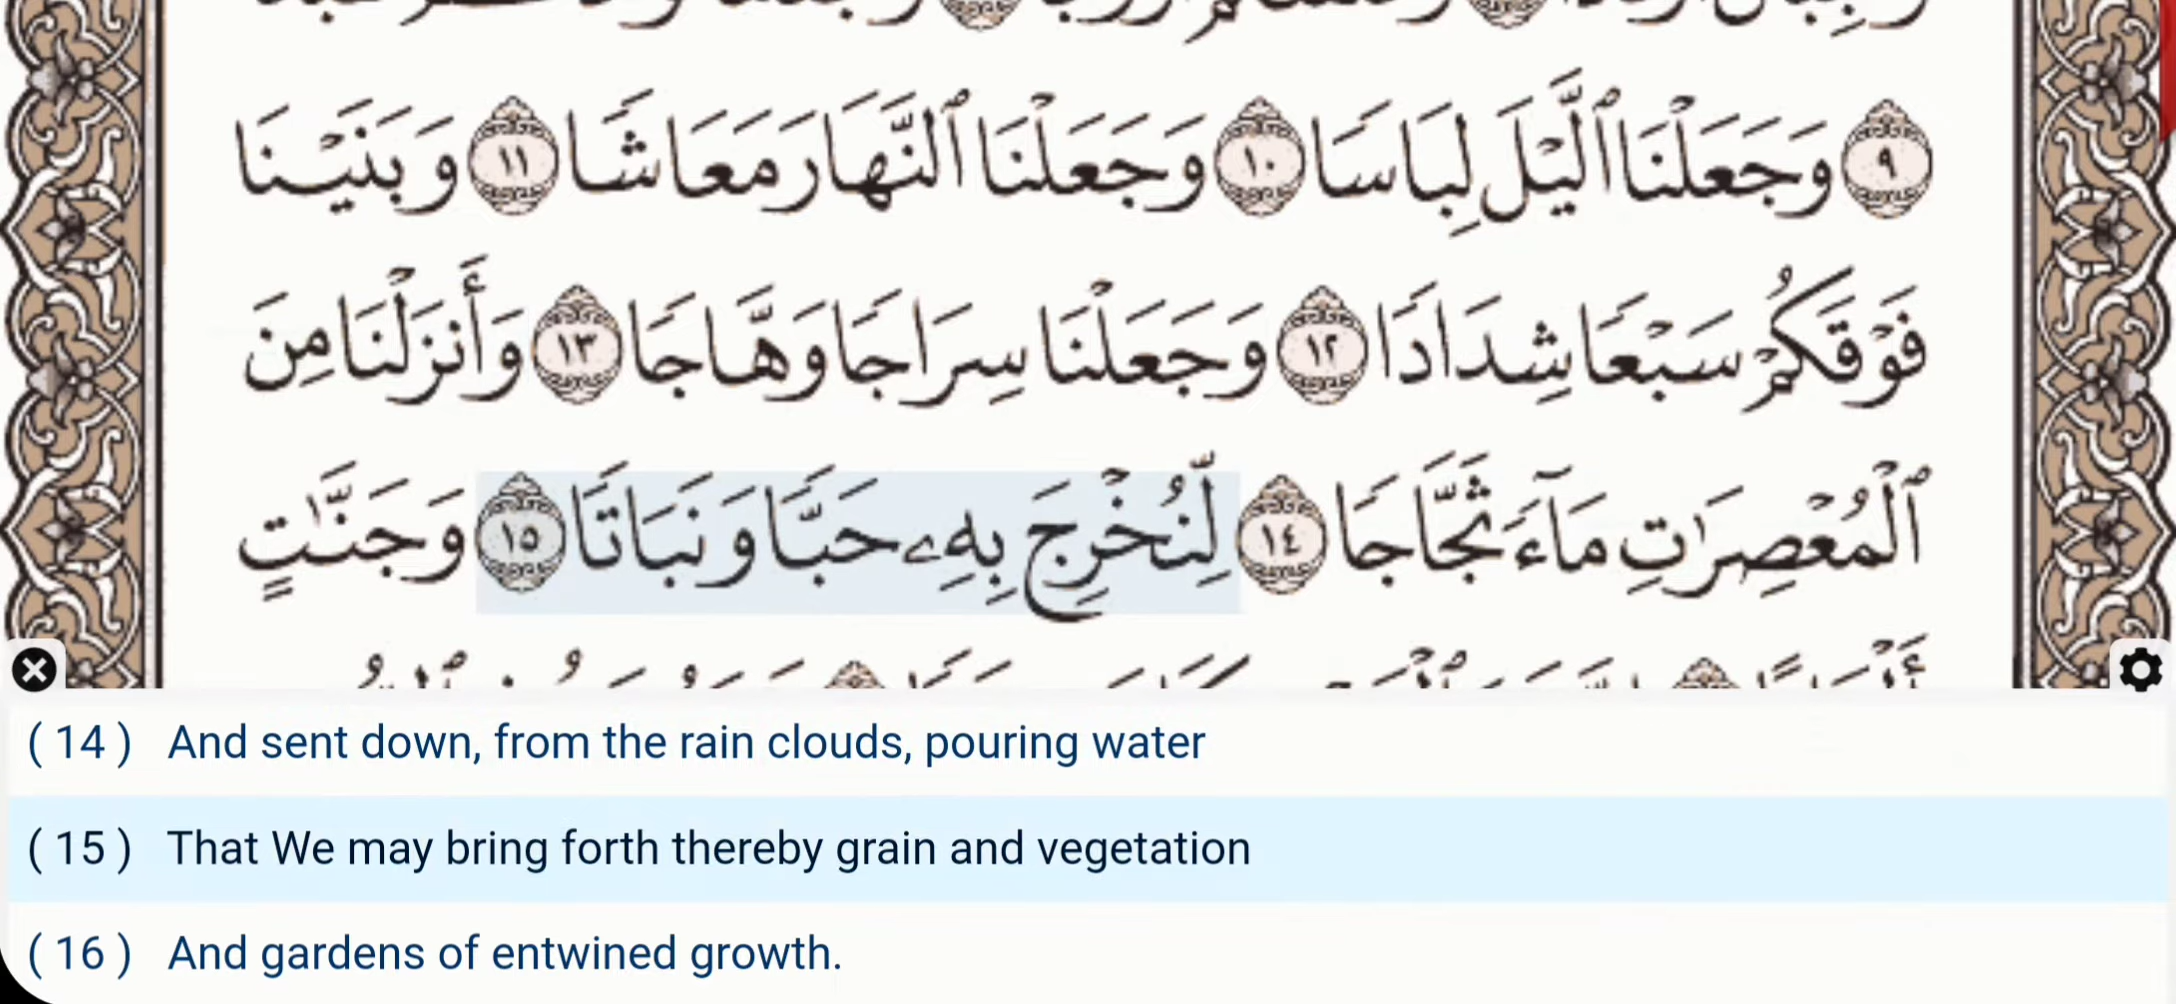 ٩ وَجَعَلْنَا ٱلَّيْلَ لِبَاسًا ١٠ وَجَعَلْنَا ٱلنَّهَارَ مَعَاشًا ١١ وَبَنَيْنَا
فَوْقَكُمْ سَبْعًا شِدَادًا ١٢ وَجَعَلْنَا سِرَاجًا وَهَّاجًا ١٣ وَأَنزَلْنَا مِنَ
ٱلْمُعْصِرَٰتِ مَآءً ثَجَّاجًا ١٤ لِّنُخْرِجَ بِهِۦ حَبًّا وَنَبَاتًا ١٥ وَجَنَّٰتٍ
( 14 ) And sent down, from the rain clouds, pouring water
( 15 ) That We may bring forth thereby grain and vegetation
( 16 ) And gardens of entwined growth.